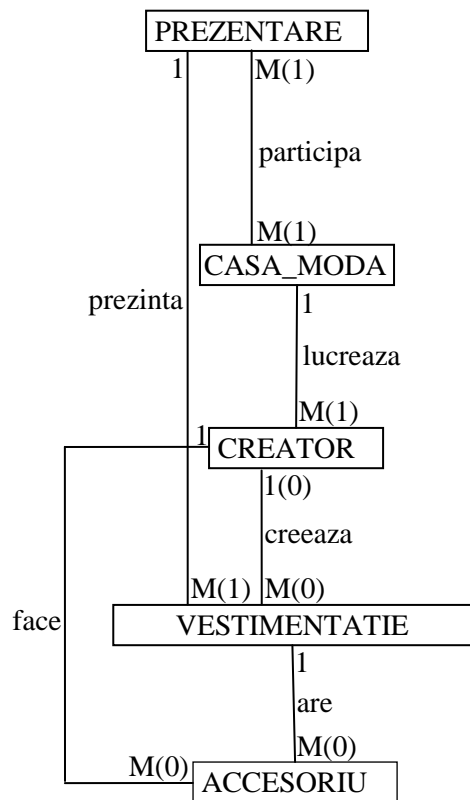 PREZENTARE
1 M(1)
participa
M(1)
CASA_MODA
prezinta 1
lucreaza
M(1)
1 CREATOR
1(0)
creeaza
M(1) M(0)
face VESTIMENTATIE
1
are
M(0)
M(0) ACCESORIU